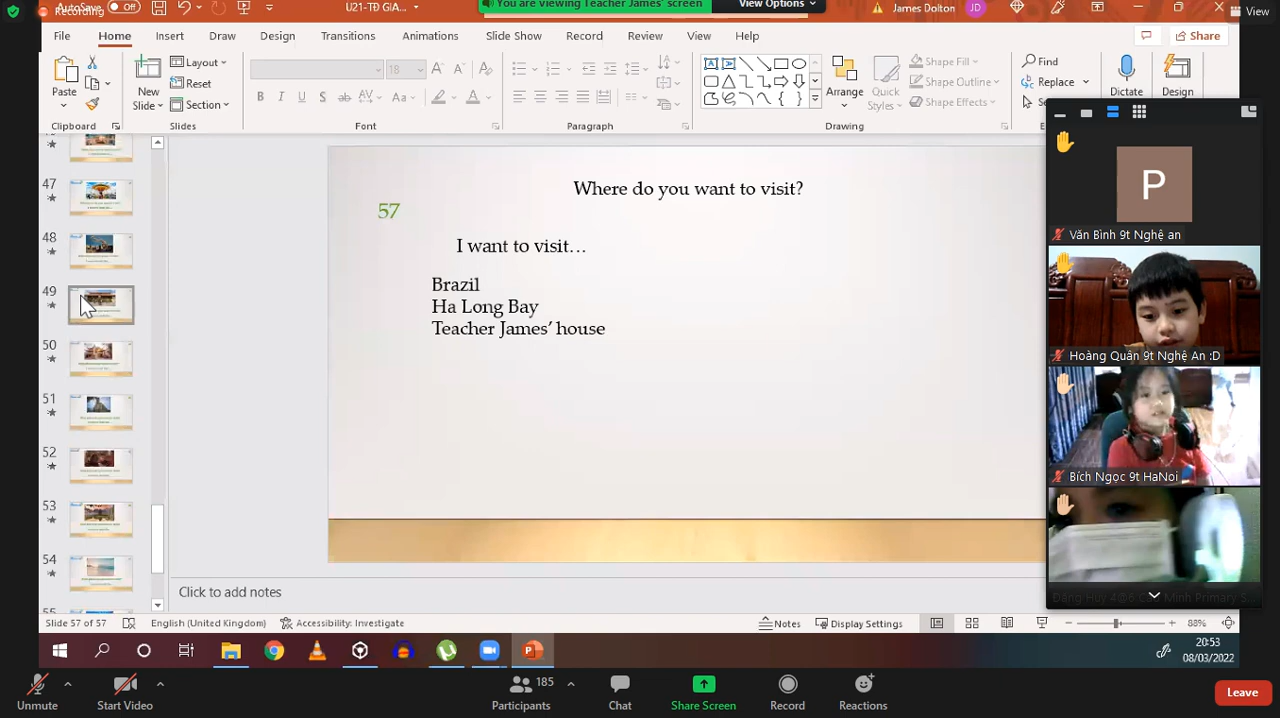 Recording
You are viewing Teacher James' screen
View Options
View
AutoSave
Off
U21-TĐ GIA...
James Dolton
JD
File
Home
Insert
Draw
Design
Transitions
Animations
Slide Show
Record
Review
View
Help
Share
Paste
New
Slide
Layout
Reset
Section
18
B
I
U
S
ab
AV
Aa
A
Arrange
Quick
Styles
Shape Fill
Shape Outline
Shape Effects
Find
Replace
Dictate
Design
Clipboard
Slides
Font
Paragraph
Drawing
47
48
49
50
51
52
53
54
Where do you want to visit?
57
I want to visit…
Brazil
Ha Long Bay
Teacher James' house
P
Văn Bình 9t Nghệ an
Hoàng Quân 9t Nghệ An :D
Bích Ngọc 9t HaNoi
Click to add notes
Slide 57 of 57
English (United Kingdom)
Accessibility: Investigate
Notes
Display Settings
88%
20:53
08/03/2022
Unmute
Start Video
185
Participants
Chat
Share Screen
Record
Reactions
Leave